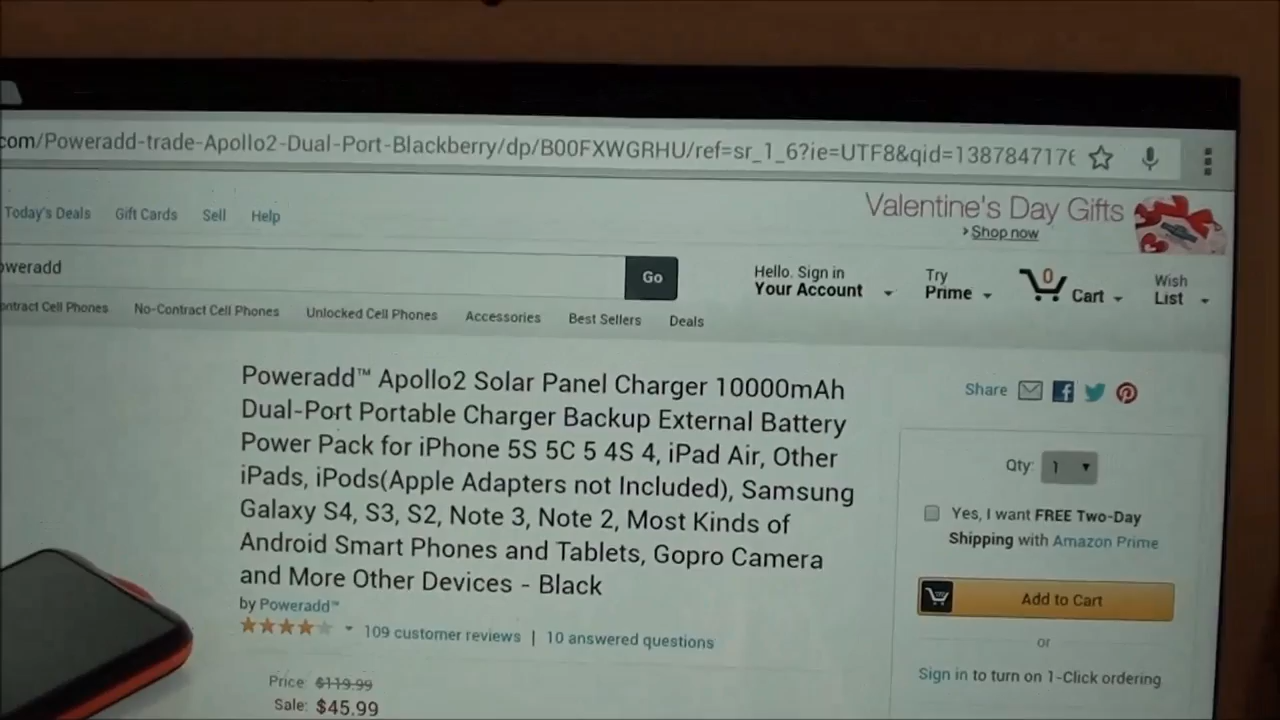 com/Poweradd-trade-Apollo2-Dual-Port-Blackberry/dp/B00FXWGRHU/ref=sr_1_6?ie=UTF8&qid=1387847176
Today's Deals Gift Cards Sell Help
Valentine's Day Gifts
Shop now
oweradd
Go
Hello. Sign in
Your Account
Try
Prime
0
Cart
Wish
List
ontract Cell Phones No-Contract Cell Phones Unlocked Cell Phones Accessories Best Sellers Deals
Poweradd™ Apollo2 Solar Panel Charger 10000mAh
Dual-Port Portable Charger Backup External Battery
Power Pack for iPhone 5S 5C 5 4S 4, iPad Air, Other
iPads, iPods(Apple Adapters not Included), Samsung
Galaxy S4, S3, S2, Note 3, Note 2, Most Kinds of
Android Smart Phones and Tablets, Gopro Camera
and More Other Devices - Black
by Poweradd™
109 customer reviews | 10 answered questions
Price: $119.99
Sale: $45.99
Share
Qty: 1
Yes, I want FREE Two-Day
Shipping with Amazon Prime
Add to Cart
or
Sign in to turn on 1-Click ordering